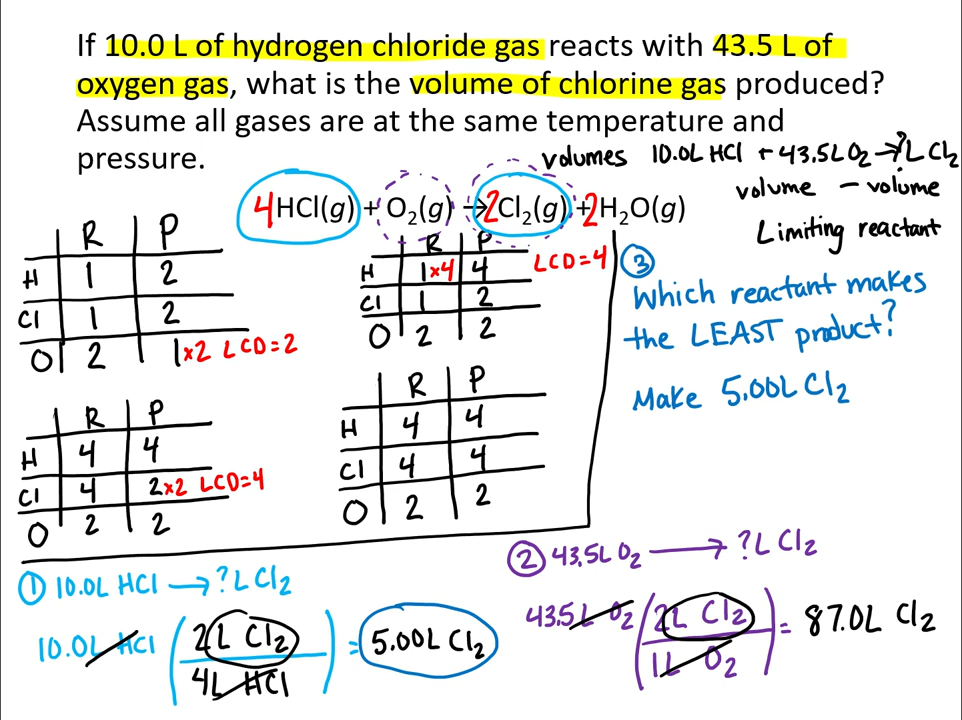 If 10.0 L of hydrogen chloride gas reacts with 43.5 L of
oxygen gas, what is the volume of chlorine gas produced?
Assume all gases are at the same temperature and
pressure.
volumes 10.0L HCl + 43.5L O₂ → ?L Cl₂
volume – volume
Limiting reactant
4HCl(g) + O₂(g) → 2Cl₂(g) + 2H₂O(g)
R P
H 1 2
Cl 1 2
O 2 1×2 LCD=2
R P
H 1×4 4 LCD=4
Cl 1 2
O 2 2
R P
H 4 4
Cl 4 2×2 LCD=4
O 2 2
R P
H 4 4
Cl 4 4
O 2 2
③
Which reactant makes
the LEAST product?
Make 5.00L Cl₂
① 10.0L HCl → ?L Cl₂
10.0L HCl (2L Cl₂ / 4L HCl) = 5.00L Cl₂
② 43.5L O₂ → ?L Cl₂
43.5L O₂ (2L Cl₂ / 1L O₂) = 87.0L Cl₂